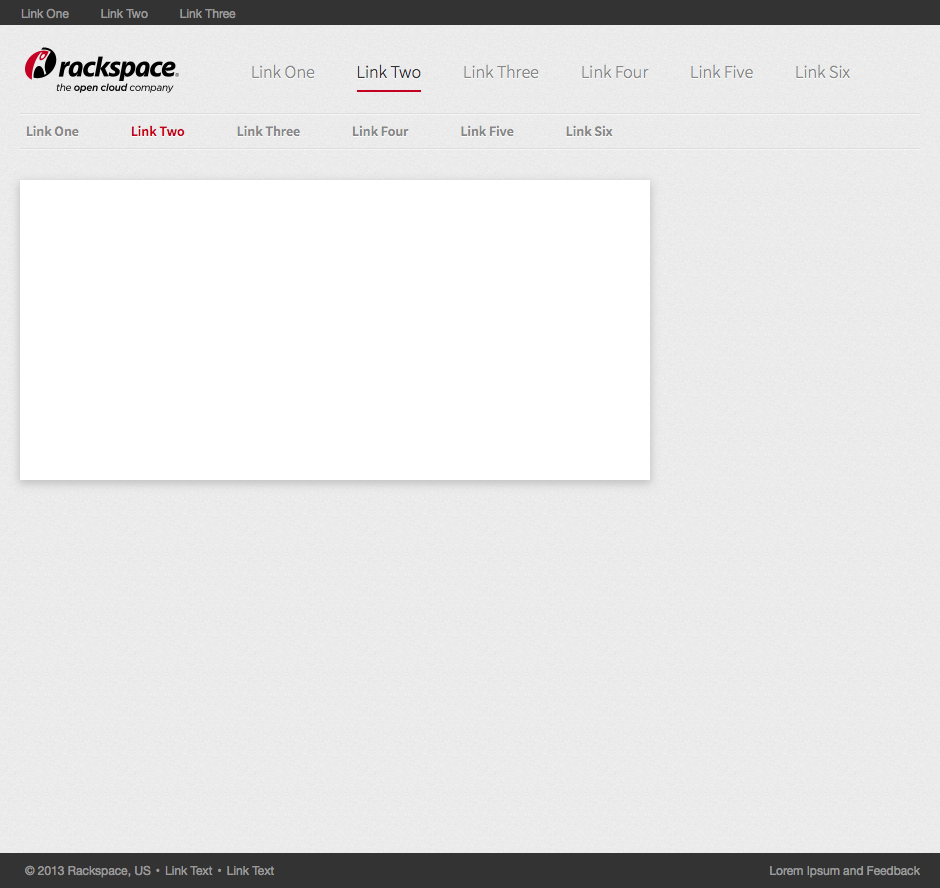 Link One Link Two Link Three
rackspace®
the open cloud company
Link One Link Two Link Three Link Four Link Five Link Six
Link One Link Two Link Three Link Four Link Five Link Six
© 2013 Rackspace, US • Link Text • Link Text Lorem Ipsum and Feedback